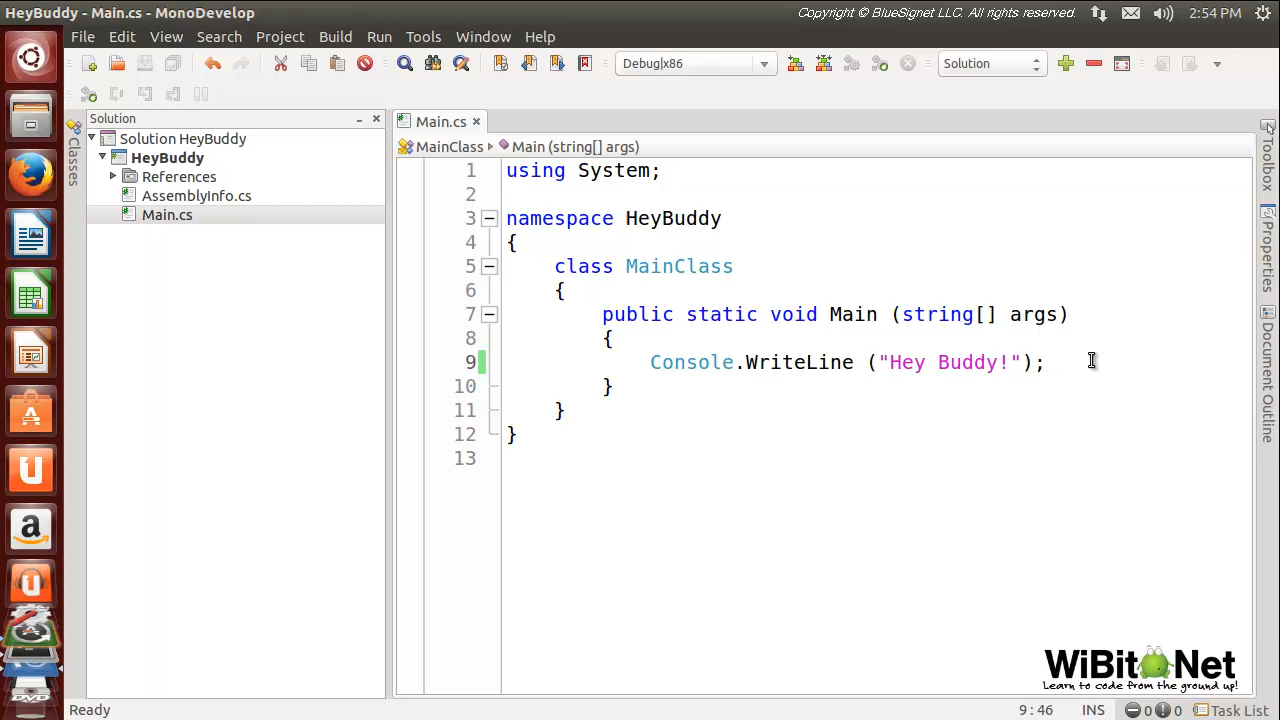 HeyBuddy - Main.cs - MonoDevelop
Copyright © BlueSignet LLC. All rights reserved.
2:54 PM
File Edit View Search Project Build Run Tools Window Help
Debug|x86
Solution
Solution
Classes
Solution HeyBuddy
HeyBuddy
References
AssemblyInfo.cs
Main.cs
Main.cs
MainClass
Main (string[] args)
1 using System;
2
3 namespace HeyBuddy
4 {
5 class MainClass
6 {
7 public static void Main (string[] args)
8 {
9 Console.WriteLine ("Hey Buddy!");
10 }
11 }
12 }
13
Toolbox
Properties
Document Outline
WiBit Net
Learn to code from the ground up!
Ready
9 : 46 INS 0 0 Task List